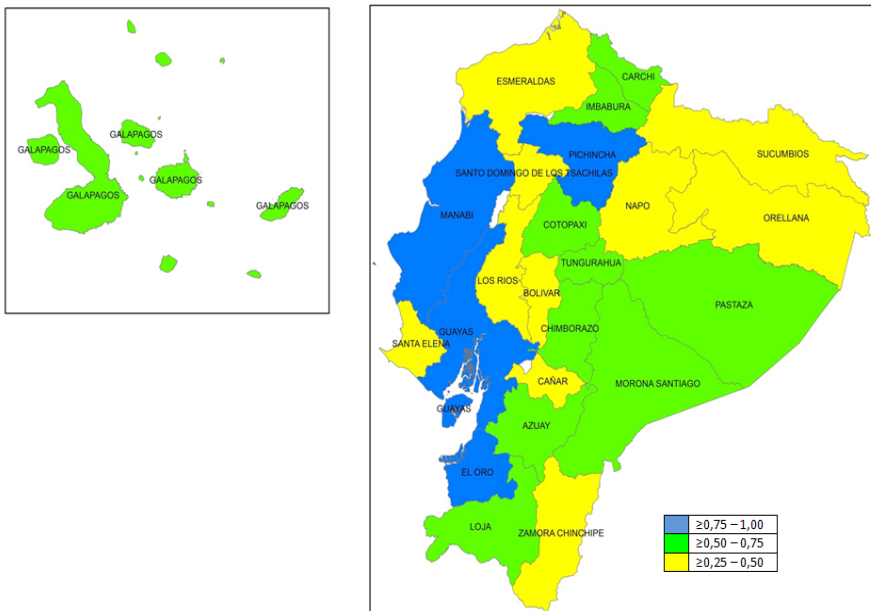 GALAPAGOS
GALAPAGOS
GALAPAGOS
GALAPAGOS
GALAPAGOS
ESMERALDAS
CARCHI
IMBABURA
PICHINCHA
SUCUMBIOS
SANTO DOMINGO DE LOS TSACHILAS
NAPO
MANABI
ORELLANA
COTOPAXI
TUNGURAHUA
LOS RIOS
BOLIVAR
PASTAZA
GUAYAS
CHIMBORAZO
SANTA ELENA
CAÑAR
MORONA SANTIAGO
GUAYAS
AZUAY
EL ORO
LOJA
ZAMORA CHINCHIPE
≥0,75 – 1,00
≥0,50 – 0,75
≥0,25 – 0,50